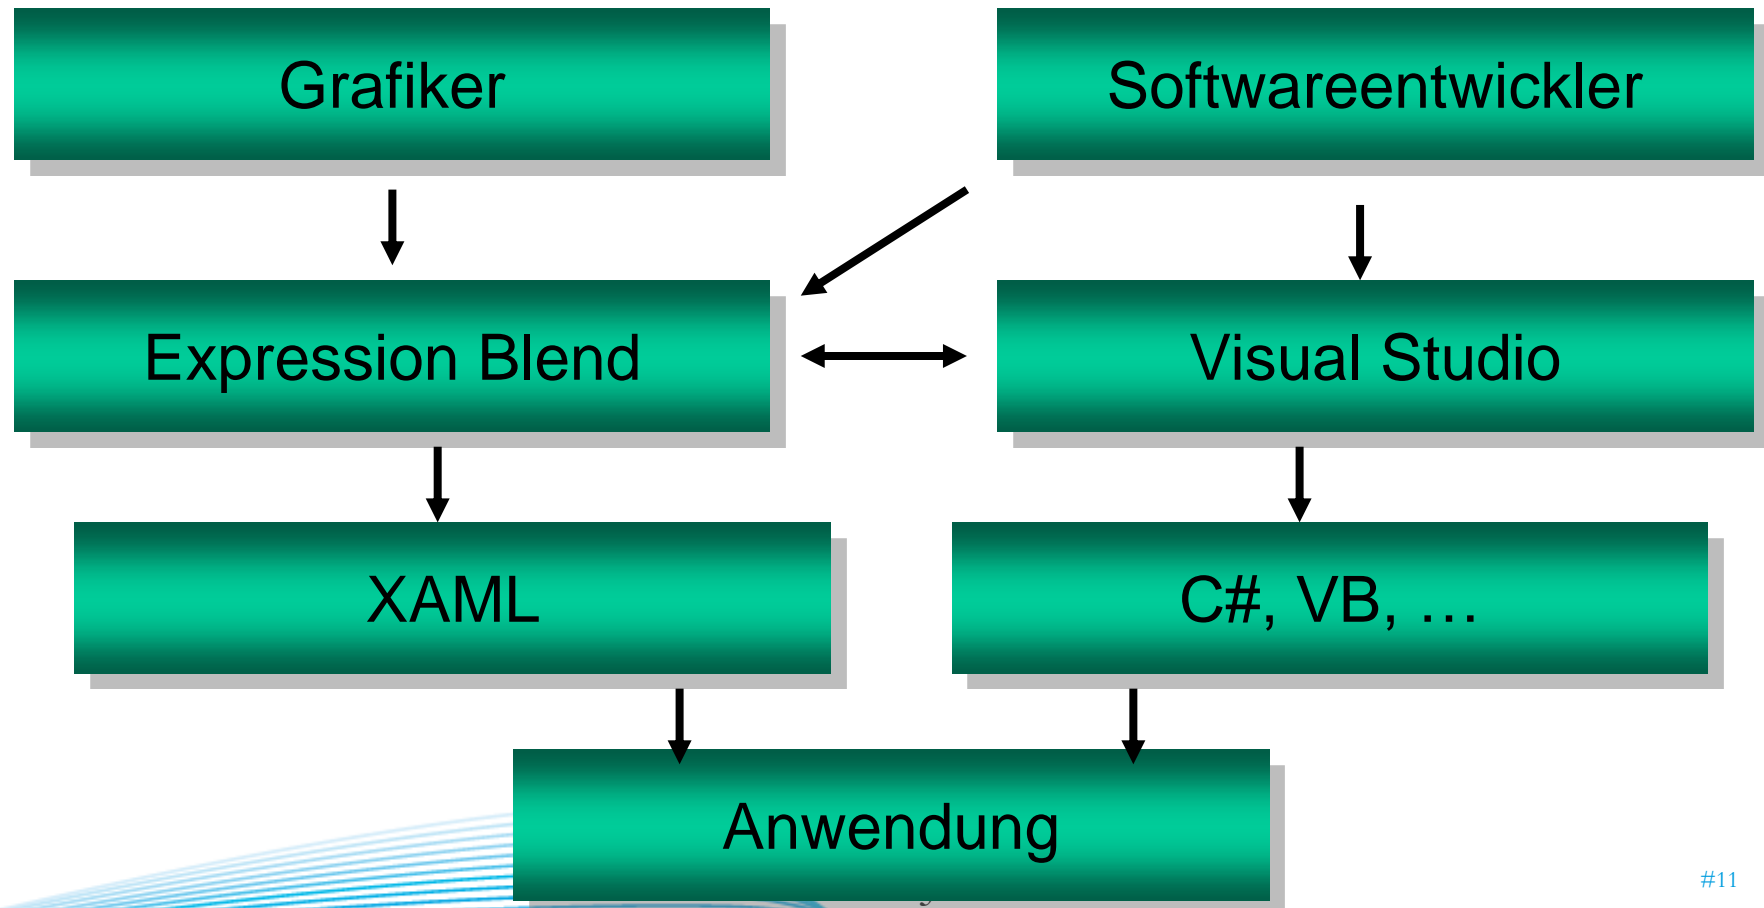 Grafiker
Softwareentwickler
Expression Blend
Visual Studio
XAML
C#, VB, …
Anwendung
#11